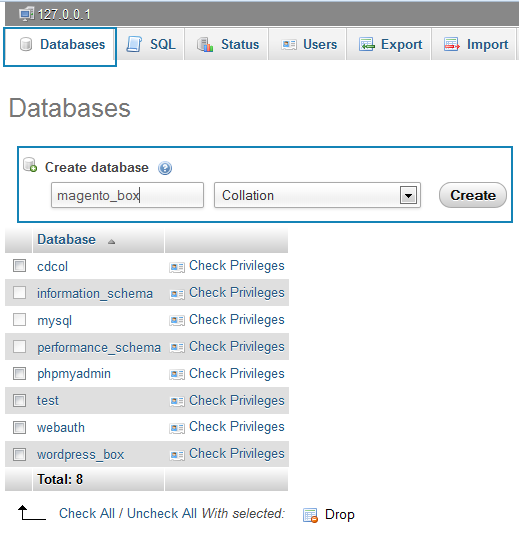 127.0.0.1
Databases SQL Status Users Export Import
Databases
Create database
magento_box Collation Create
Database
cdcol Check Privileges
information_schema Check Privileges
mysql Check Privileges
performance_schema Check Privileges
phpmyadmin Check Privileges
test Check Privileges
webauth Check Privileges
wordpress_box Check Privileges
Total: 8
Check All / Uncheck All With selected: Drop